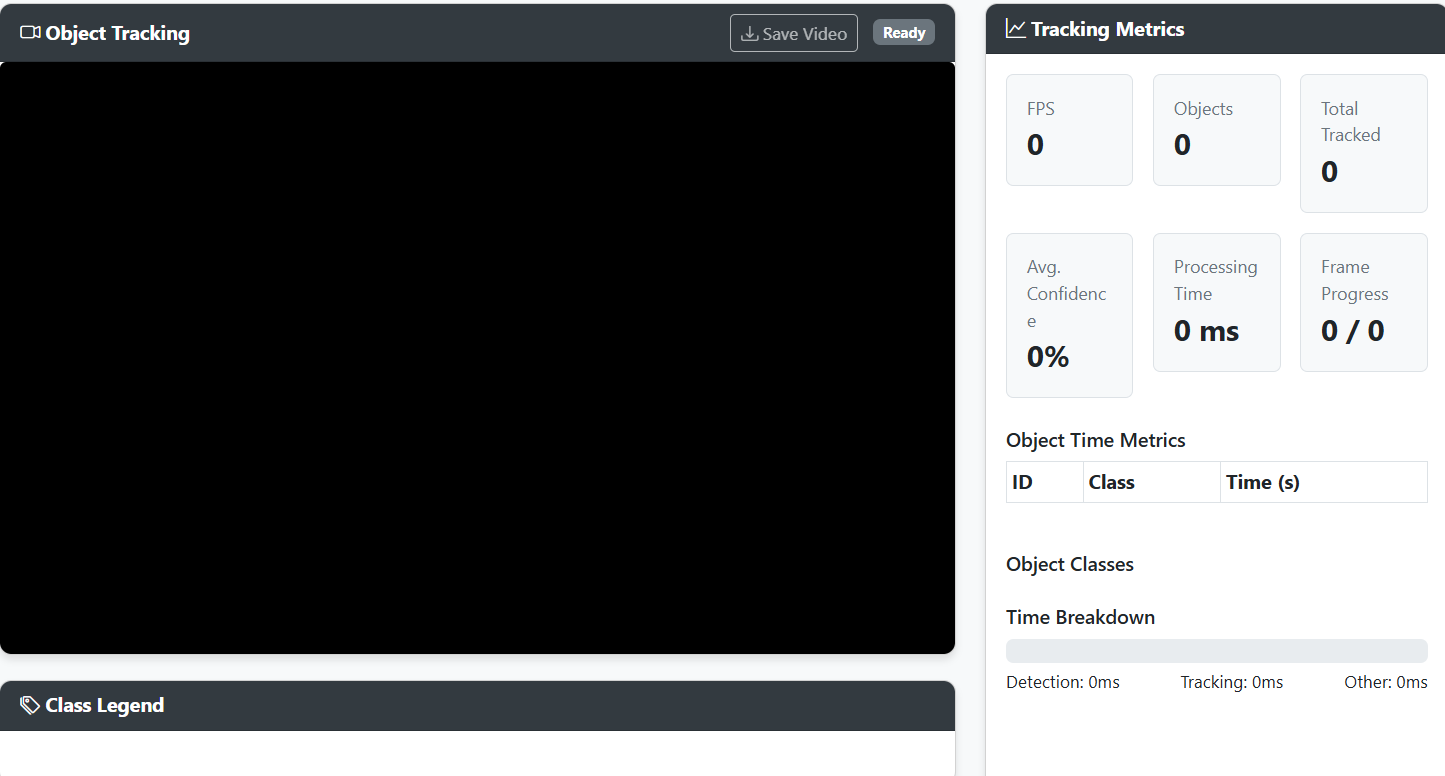 Object Tracking
Save Video
Ready
Class Legend
Tracking Metrics
FPS
0
Objects
0
Total
Tracked
0
Avg.
Confidenc
e
0%
Processing
Time
0 ms
Frame
Progress
0 / 0
Object Time Metrics
ID Class Time (s)
Object Classes
Time Breakdown
Detection: 0ms Tracking: 0ms Other: 0ms